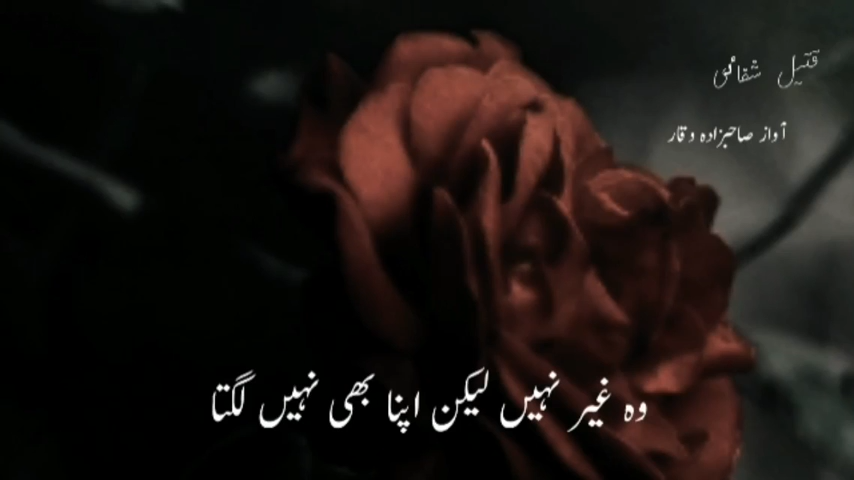 قتیل شفائی
آواز صاحبزادہ وقار
وہ غیر نہیں لیکن اپنا بھی نہیں لگتا